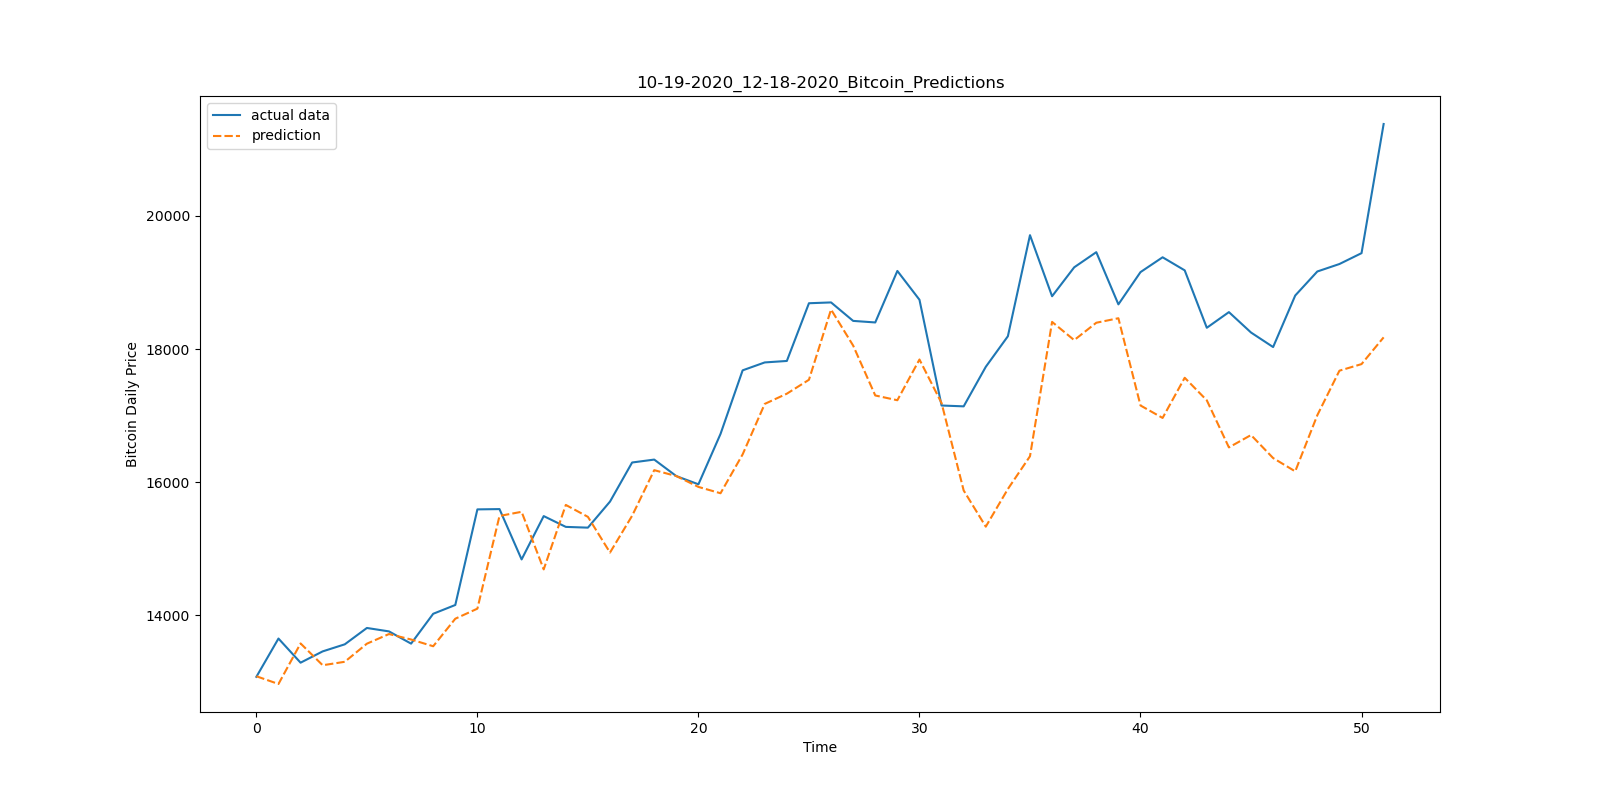 10-19-2020_12-18-2020_Bitcoin_Predictions
actual data
prediction
Bitcoin Daily Price
20000
18000
16000
14000
0 10 20 30 40 50
Time